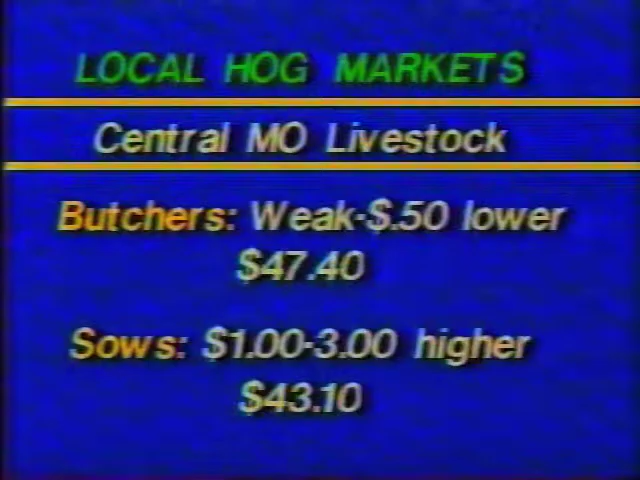 LOCAL HOG MARKETS
Central MO Livestock
Butchers: Weak-$.50 lower
$47.40
Sows: $1.00-3.00 higher
$43.10